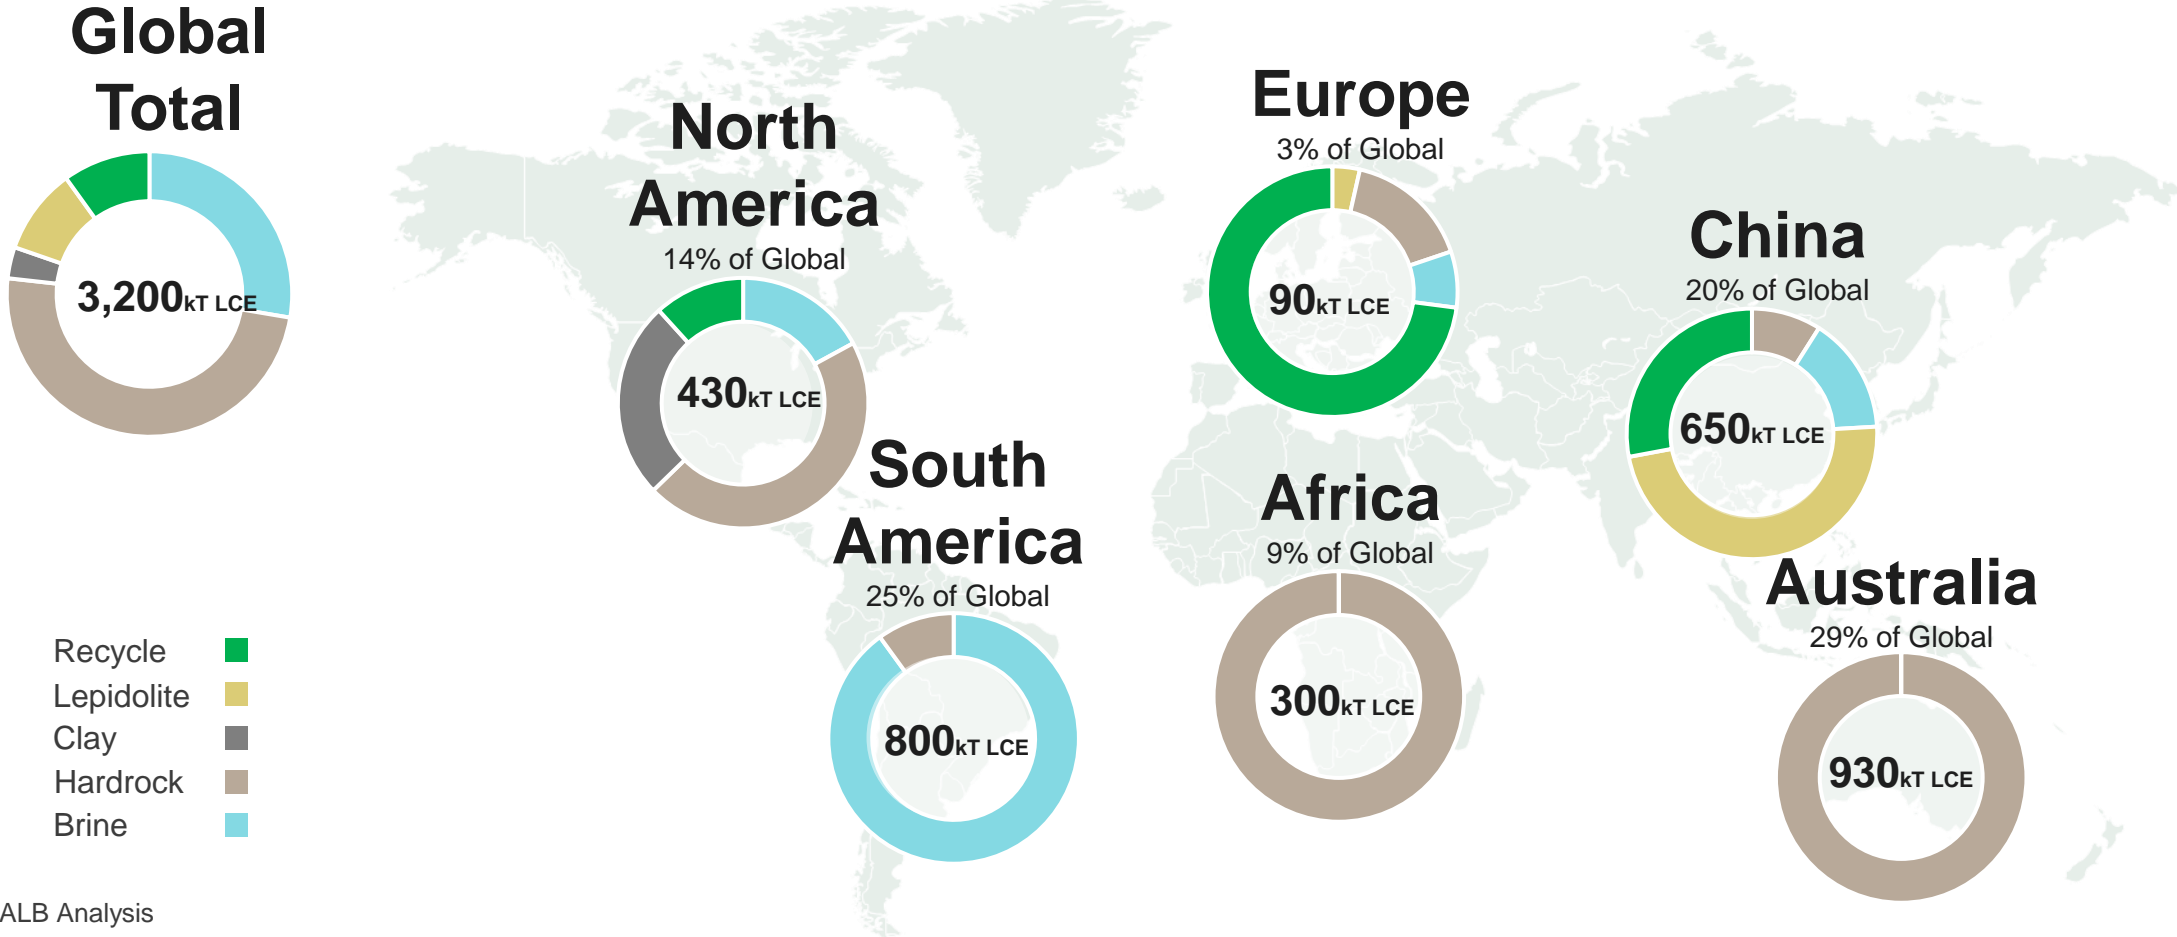 Global
Total
3,200kT LCE
North
America
14% of Global
430kT LCE
South
America
25% of Global
800kT LCE
Europe
3% of Global
90kT LCE
Africa
9% of Global
300kT LCE
China
20% of Global
650kT LCE
Australia
29% of Global
930kT LCE
Recycle
Lepidolite
Clay
Hardrock
Brine
ALB Analysis